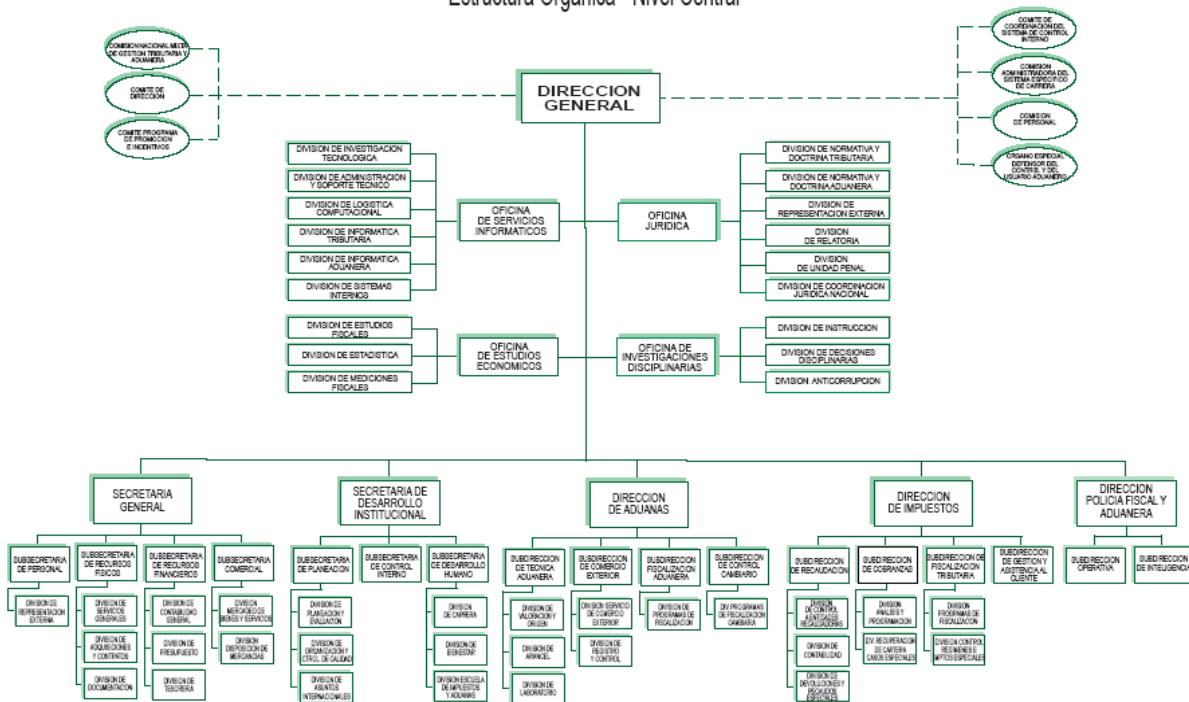 Estructura Orgánica - Nivel Central
COMISION NACIONAL MIXTA
DE GESTION TRIBUTARIA Y
ADUANERA
COMITE DE
DIRECCION
COMITE PROGRAMA
DE PROMOCION
E INCENTIVOS
DIRECCION
GENERAL
COMITE DE
COORDINACION DEL
SISTEMA DE CONTROL
INTERNO
COMISION
ADMINISTRADORA DEL
SISTEMA ESPECIFICO
DE CARRERA
COMISION
DE PERSONAL
ORGANO ESPECIAL
DEFENSOR DEL
CONTRIB. Y DEL
USUARIO ADUANERO
DIVISION DE INVESTIGACION
TECNOLOGICA
DIVISION DE ADMINISTRACION
Y SOPORTE TECNICO
DIVISION DE LOGISTICA
COMPUTACIONAL
DIVISION DE INFORMATICA
TRIBUTARIA
DIVISION DE INFORMATICA
ADUANERA
DIVISION DE SISTEMAS
INTERNOS
OFICINA
DE SERVICIOS
INFORMATICOS
OFICINA
JURIDICA
DIVISION DE NORMATIVA Y
DOCTRINA TRIBUTARIA
DIVISION DE NORMATIVA Y
DOCTRINA ADUANERA
DIVISION DE
REPRESENTACION EXTERNA
DIVISION
DE RELATORIA
DIVISION
DE UNIDAD PENAL
DIVISION DE COORDINACION
JURIDICA NACIONAL
DIVISION DE ESTUDIOS
FISCALES
DIVISION DE ESTADISTICA
DIVISION DE MEDICIONES
FISCALES
OFICINA
DE ESTUDIOS
ECONOMICOS
OFICINA DE
INVESTIGACIONES
DISCIPLINARIAS
DIVISION DE INSTRUCCION
DIVISION DE DECISIONES
DISCIPLINARIAS
DIVISION ANTICORRUPCION
SECRETARIA
GENERAL
SUBSECRETARIA
DE PERSONAL
DIVISION DE
REPRESENTACION
EXTERNA
SUBSECRETARIA
DE RECURSOS
FISICOS
DIVISION DE
SERVICIOS
GENERALES
DIVISION DE
ADQUISICIONES
Y CONTRATOS
DIVISION DE
DOCUMENTACION
SUBSECRETARIA
DE RECURSOS
FINANCIEROS
DIVISION DE
CONTABILIDAD
GENERAL
DIVISION DE
PRESUPUESTO
DIVISION DE
TESORERIA
SUBSECRETARIA
COMERCIAL
DIVISION
MERCADEO DE
BIENES Y SERVICIOS
DIVISION
DISPOSICION DE
MERCANCIAS
SECRETARIA DE
DESARROLLO
INSTITUCIONAL
SUBSECRETARIA
DE PLANEACION
DIVISION DE
PLANEACION Y
EVALUACION
DIVISION DE
ORGANIZACION Y
CTROL. DE CALIDAD
DIVISION DE
ASUNTOS
INTERNACIONALES
SUBSECRETARIA
DE CONTROL
INTERNO
SUBSECRETARIA
DE DESARROLLO
HUMANO
DIVISION
DE CARRERA
DIVISION DE
BIENESTAR
DIVISION ESCUELA
DE IMPUESTOS
Y ADUANAS
DIRECCION
DE ADUANAS
SUBDIRECCION
DE TECNICA
ADUANERA
DIVISION DE
VALORACION Y
ORIGEN
DIVISION DE
ARANCEL
DIVISION DE
LABORATORIO
SUBDIRECCION
DE COMERCIO
EXTERIOR
DIVISION SERVICIO
DE COMERCIO
EXTERIOR
DIVISION DE
REGISTRO
Y CONTROL
SUBDIRECCION
FISCALIZACION
ADUANERA
DIVISION DE
PROGRAMAS DE
FISCALIZACION
SUBDIRECCION
DE CONTROL
CAMBIARIO
DIV. PROGRAMAS
DE FISCALIZACION
CAMBIARIA
DIRECCION
DE IMPUESTOS
SUBDIRECCION
DE RECAUDACION
DIVISION
DE CONTROL
A ENTIDADES
RECAUDADORAS
DIVISION DE
CONTABILIDAD
DIVISION DE
DEVOLUCIONES Y
RECAUDOS
ESPECIALES
SUBDIRECCION
DE COBRANZAS
DIVISION
ANALISIS Y
PROGRAMACION
DIV. RECUPERACION
DE CARTERA
CASOS ESPECIALES
SUBDIRECCION DE
FISCALIZACION
TRIBUTARIA
DIVISION
PROGRAMAS DE
FISCALIZACION
DIVISION CONTROL
REGIMENES E
IMPTOS ESPECIALES
SUBDIRECCION
DE GESTION Y
ASISTENCIA AL
CLIENTE
DIRECCION
POLICIA FISCAL Y
ADUANERA
SUBDIRECCION
OPERATIVA
SUBDIRECCION
DE INTELIGENCIA